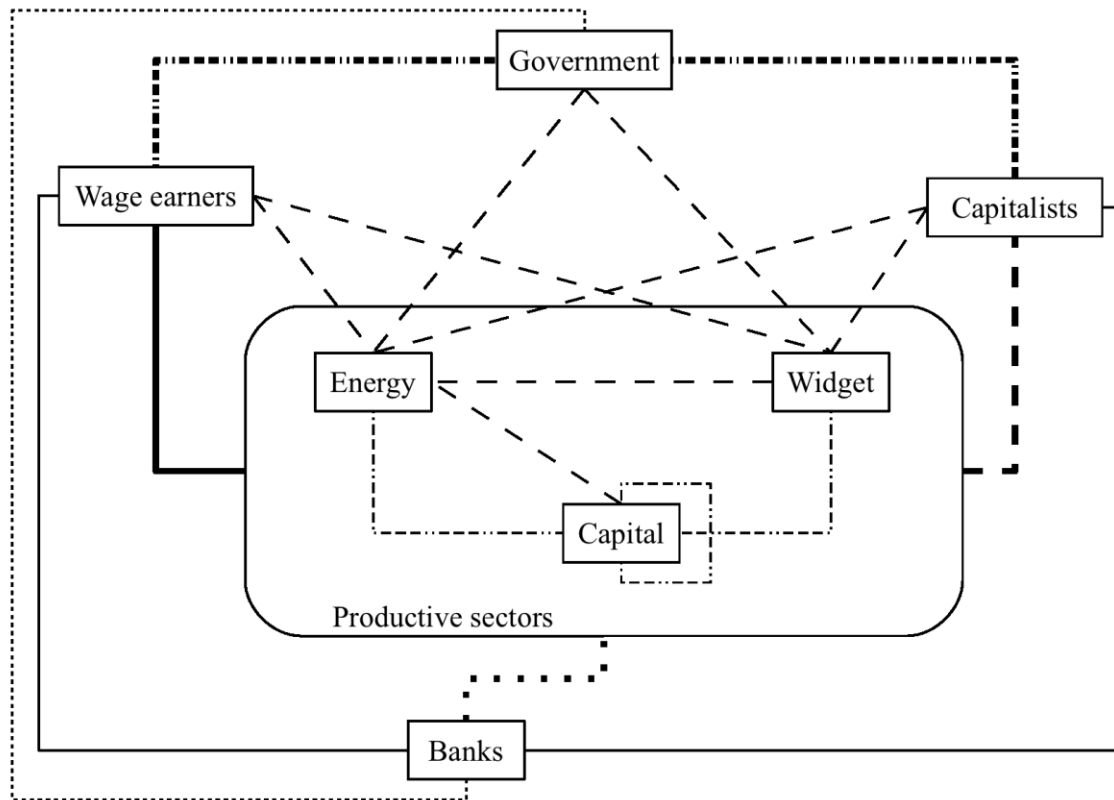 Government
Wage earners
Capitalists
Energy
Widget
Capital
Productive sectors
Banks